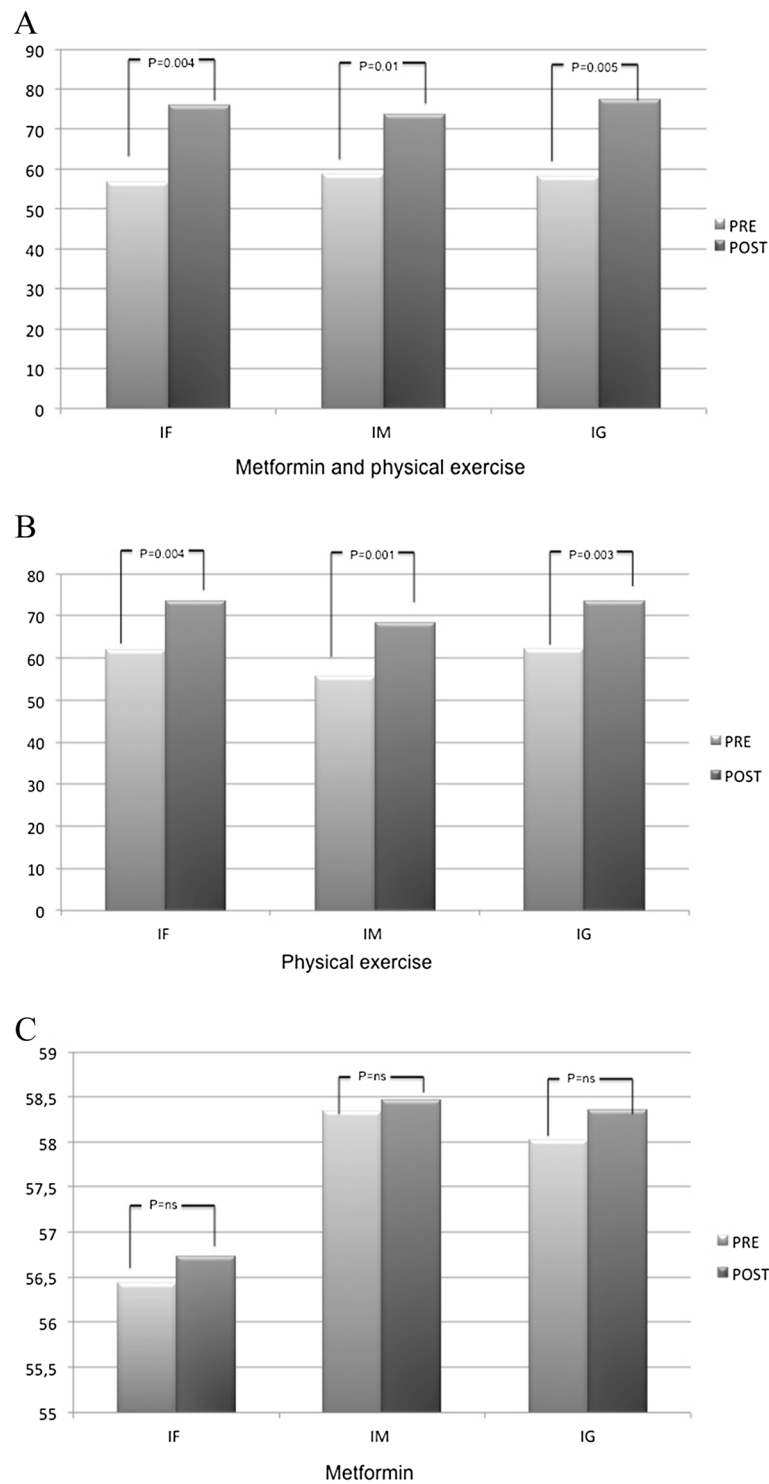 A
90
80
70
60
50
40
30
20
10
0
P=0.004
P=0.01
P=0.005
PRE
POST
IF
IM
IG
Metformin and physical exercise
B
80
70
60
50
40
30
20
10
0
P=0.004
P=0.001
P=0.003
PRE
POST
IF
IM
IG
Physical exercise
C
59
58,5
58
57,5
57
56,5
56
55,5
55
P=ns
P=ns
P=ns
PRE
POST
IF
IM
IG
Metformin